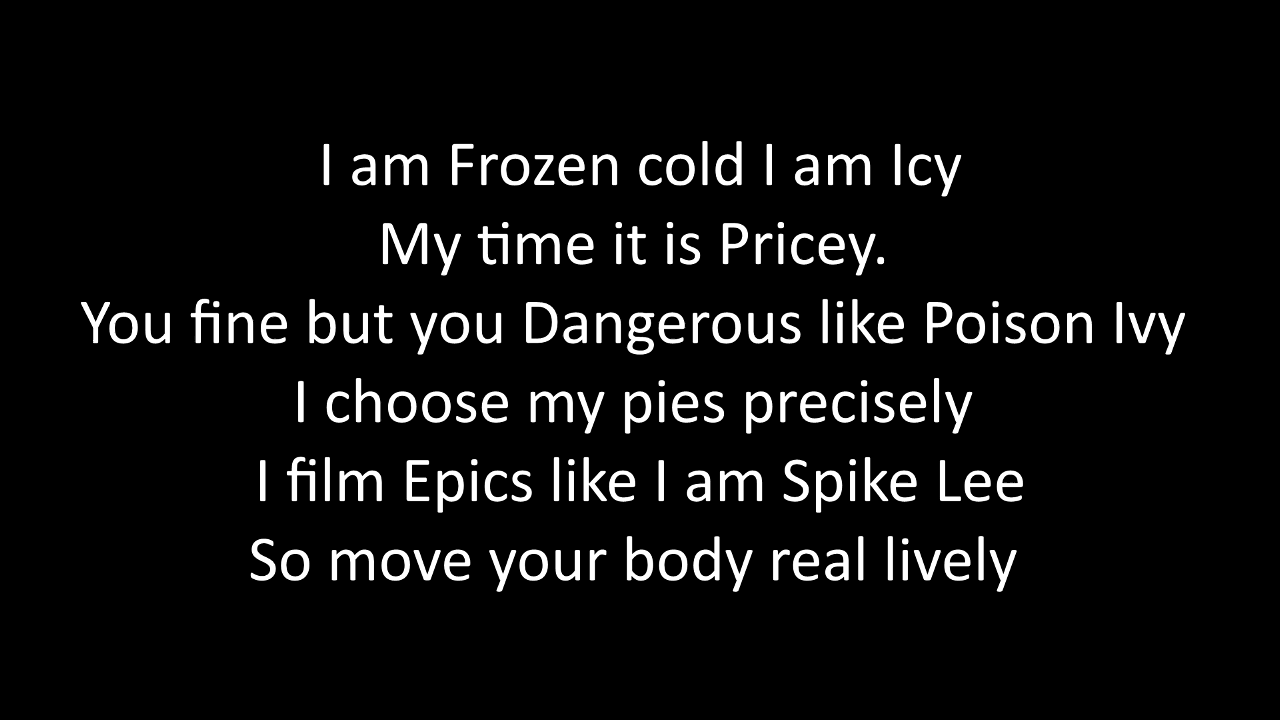 I am Frozen cold I am Icy
My time it is Pricey.
You fine but you Dangerous like Poison Ivy
I choose my pies precisely
I film Epics like I am Spike Lee
So move your body real lively